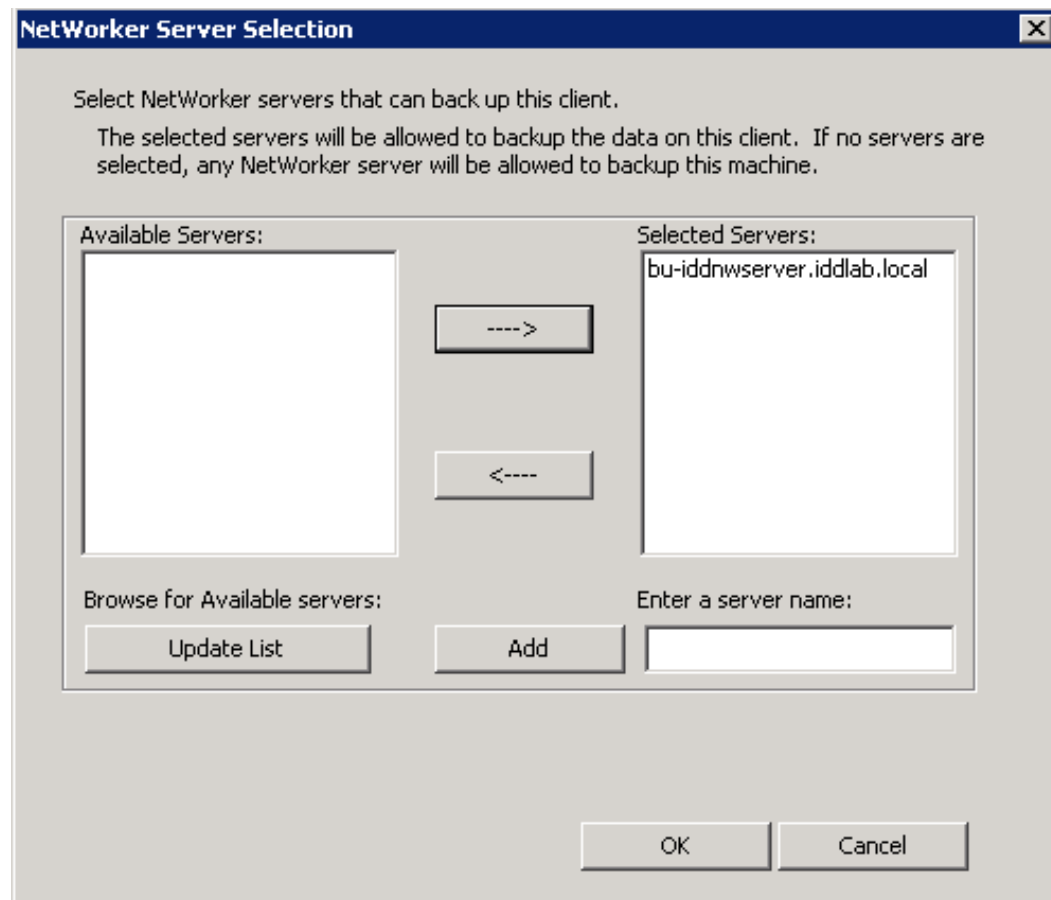 NetWorker Server Selection
Select NetWorker servers that can back up this client.
The selected servers will be allowed to backup the data on this client.  If no servers are
selected, any NetWorker server will be allowed to backup this machine.
Available Servers:
Selected Servers:
bu-iddnwserver.iddlab.local
---->
<----
Browse for Available servers:
Enter a server name:
Update List
Add
OK
Cancel